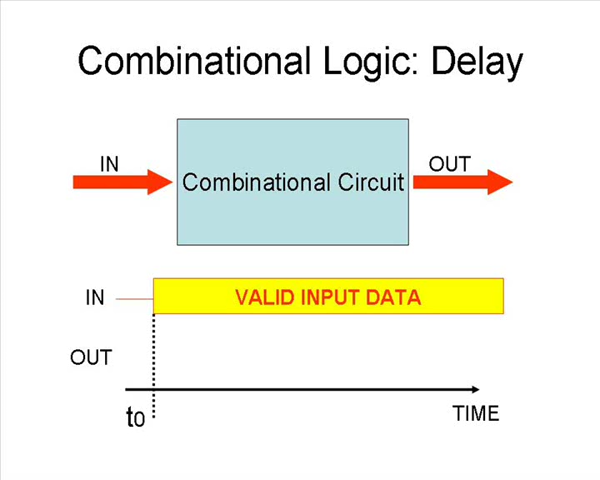 Combinational Logic: Delay
IN
OUT
Combinational Circuit
IN
VALID INPUT DATA
OUT
to
TIME